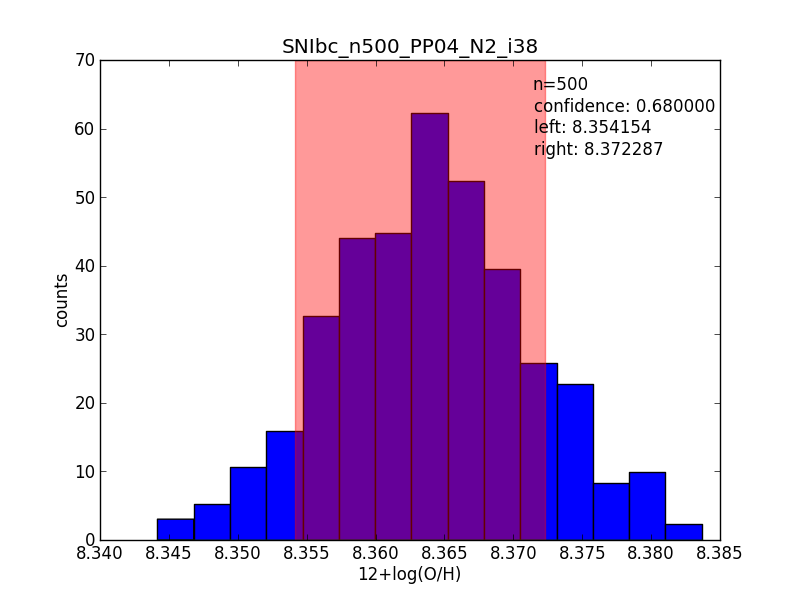 SNIbc_n500_PP04_N2_i38
70
60
50
40
30
20
10
0
counts
n=500
confidence: 0.680000
left: 8.354154
right: 8.372287
8.340 8.345 8.350 8.355 8.360 8.365 8.370 8.375 8.380 8.385
12+log(O/H)